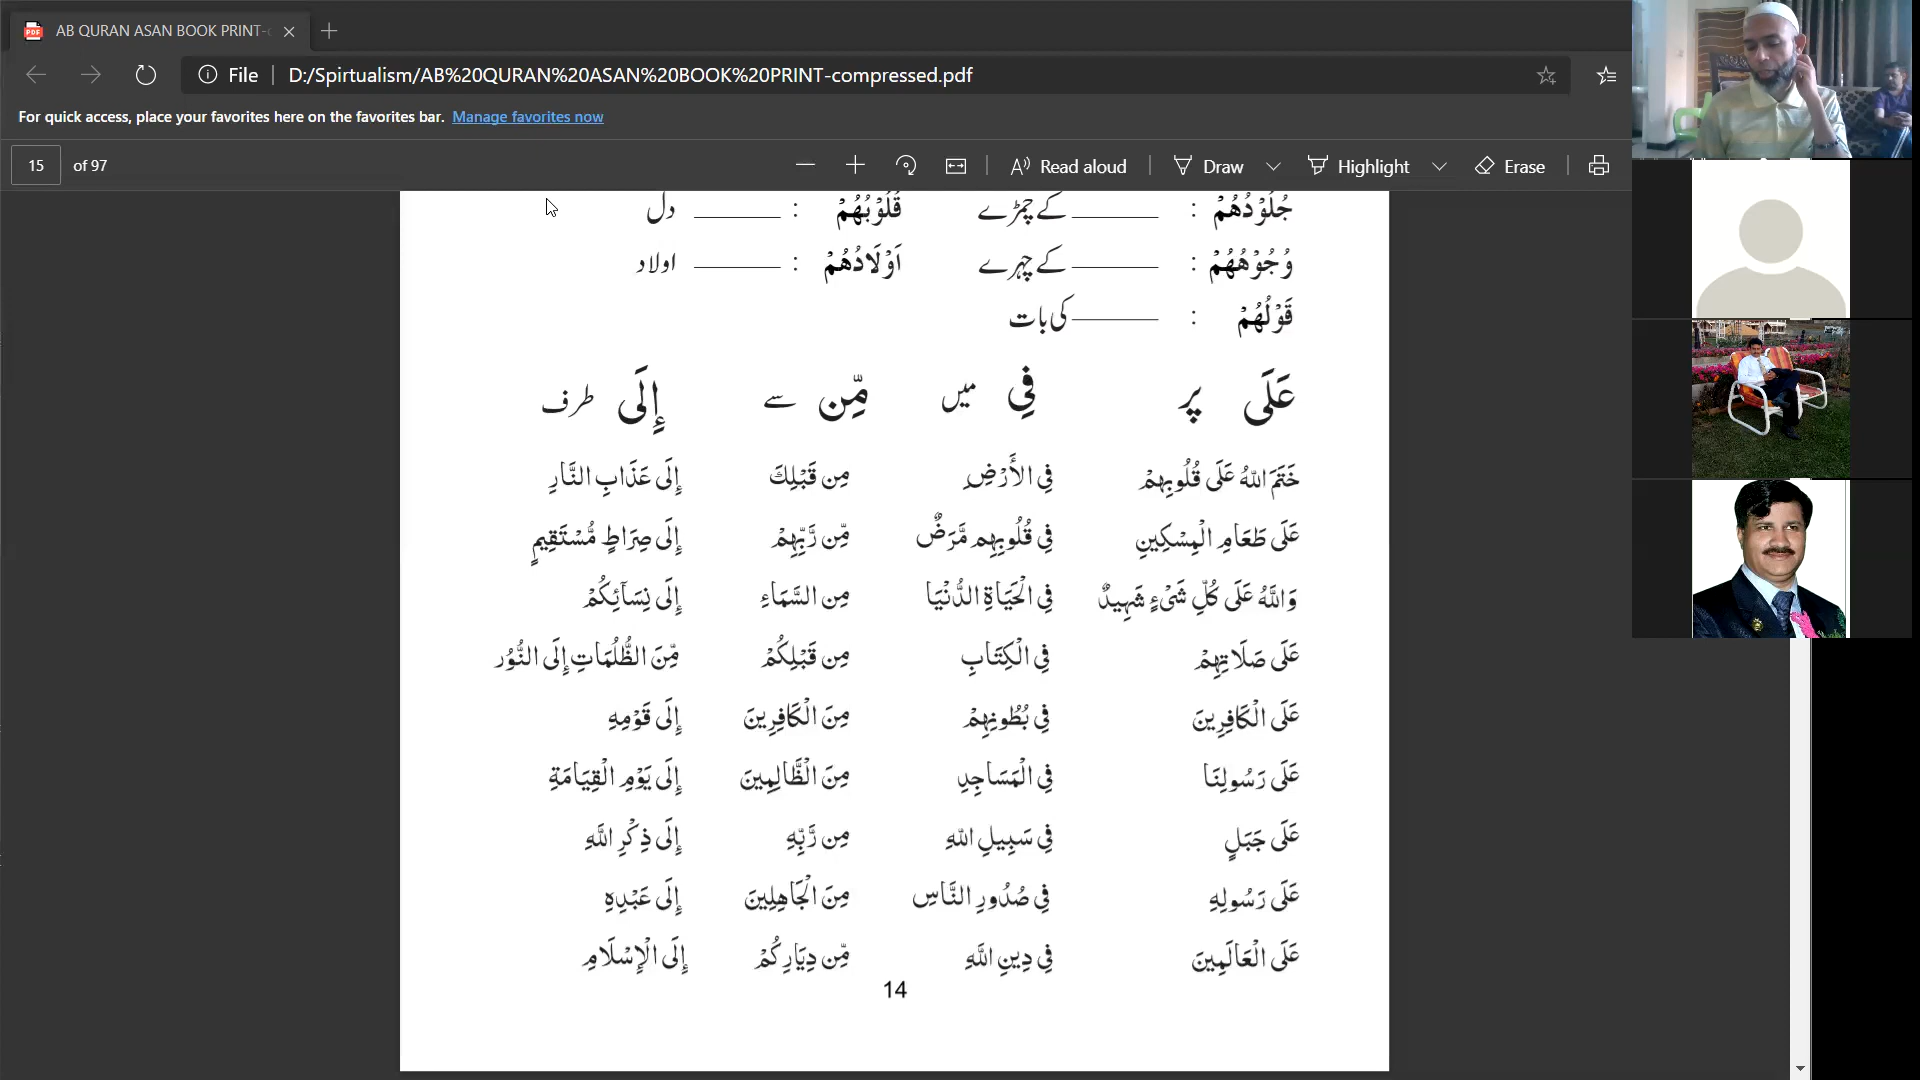 AB QURAN ASAN BOOK PRINT-c
File D:/Spirtualism/AB%20QURAN%20ASAN%20BOOK%20PRINT-compressed.pdf
For quick access, place your favorites here on the favorites bar. Manage favorites now
15 of 97 Read aloud Draw Highlight Erase
جُلُوْدُهُمْ : ______ کے چمڑے قُلُوْبُهُمْ : ______ دل
وُجُوْهُهُمْ : ______ کے چہرے اَوْلَادُهُمْ : ______ اولاد
قَوْلُهُمْ : ______ کی بات
عَلَى پر فِي میں مِّن سے إِلَى طرف
خَتَمَ اللّٰهُ عَلَى قُلُوبِهِمْ فِي الأَرْضِ مِن قَبْلِكَ إِلَى عَذَابِ النَّارِ
عَلَى طَعَامِ الْمِسْكِينِ فِي قُلُوبِهِم مَّرَضٌ مِّن رَّبِّهِمْ إِلَى صِرَاطٍ مُّسْتَقِيمٍ
وَاللَّهُ عَلَى كُلِّ شَيْءٍ شَهِيدٌ فِي الْحَيَاةِ الدُّنْيَا مِن السَّمَاءِ إِلَى نِسَآئِكُمْ
عَلَى صَلَاتِهِمْ فِي الْكِتَابِ مِن قَبْلِكُمْ مِّنَ الظُّلُمَاتِ إِلَى النُّوُر
عَلَى الْكَافِرِينَ فِي بُطُونِهِمْ مِنَ الْكَافِرِينَ إِلَى قَوْمِهِ
عَلَى رَسُولِنَا فِي الْمَسَاجِدِ مِنَ الْظَّالِمِينَ إِلَى يَوْمِ الْقِيَامَةِ
عَلَى جَبَلٍ فِي سَبِيلِ اللّهِ مِن رَّبِّهِ إِلَى ذِكْرِ اللَّهِ
عَلَى رَسُولِهِ فِي صُدُورِ النَّاسِ مِنَ الْجَاهِلِينَ إِلَى عَبْدِهِ
عَلَى الْعَالَمِينَ فِي دِينِ اللَّهِ مِّن دِيَارِكُمْ إِلَى الْإِسْلَامِ
14